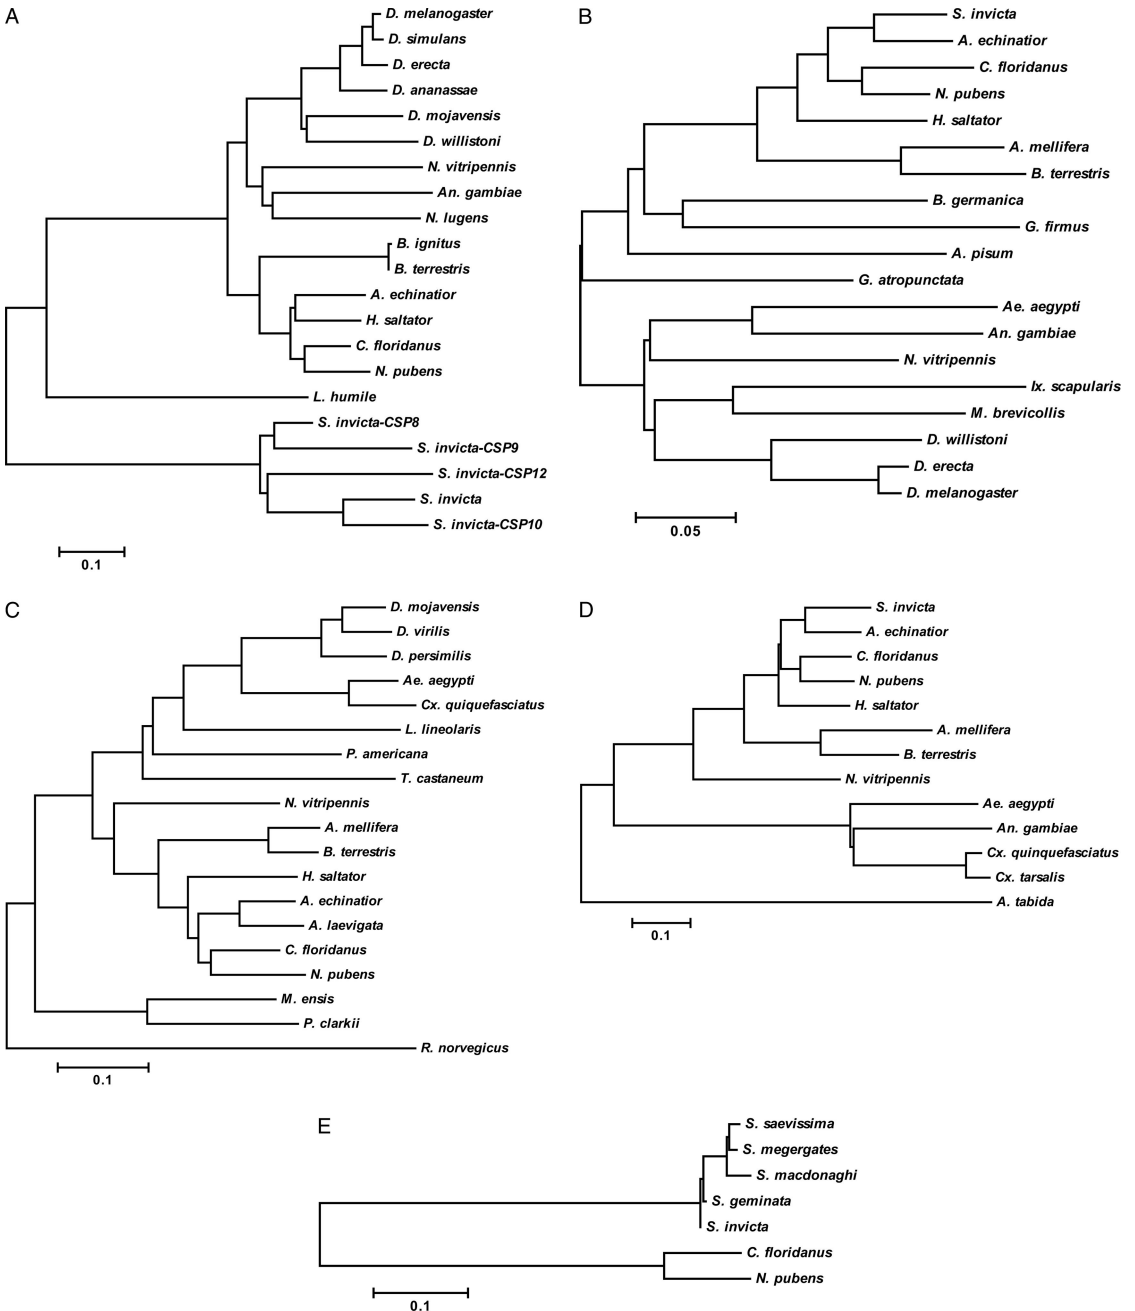 A
D. melanogaster
D. simulans
D. erecta
D. ananassae
D. mojavensis
D. willistoni
N. vitripennis
An. gambiae
N. lugens
B. ignitus
B. terrestris
A. echinatior
H. saltator
C. floridanus
N. pubens
L. humile
S. invicta-CSP8
S. invicta-CSP9
S. invicta-CSP12
S. invicta
S. invicta-CSP10
0.1
B
S. invicta
A. echinatior
C. floridanus
N. pubens
H. saltator
A. mellifera
B. terrestris
B. germanica
G. firmus
A. pisum
G. atropunctata
Ae. aegypti
An. gambiae
N. vitripennis
Ix. scapularis
M. brevicollis
D. willistoni
D. erecta
D. melanogaster
0.05
C
D. mojavensis
D. virilis
D. persimilis
Ae. aegypti
Cx. quiquefasciatus
L. lineolaris
P. americana
T. castaneum
N. vitripennis
A. mellifera
B. terrestris
H. saltator
A. echinatior
A. laevigata
C. floridanus
N. pubens
M. ensis
P. clarkii
R. norvegicus
0.1
D
S. invicta
A. echinatior
C. floridanus
N. pubens
H. saltator
A. mellifera
B. terrestris
N. vitripennis
Ae. aegypti
An. gambiae
Cx. quinquefasciatus
Cx. tarsalis
A. tabida
0.1
E
S. saevissima
S. megergates
S. macdonaghi
S. geminata
S. invicta
C. floridanus
N. pubens
0.1